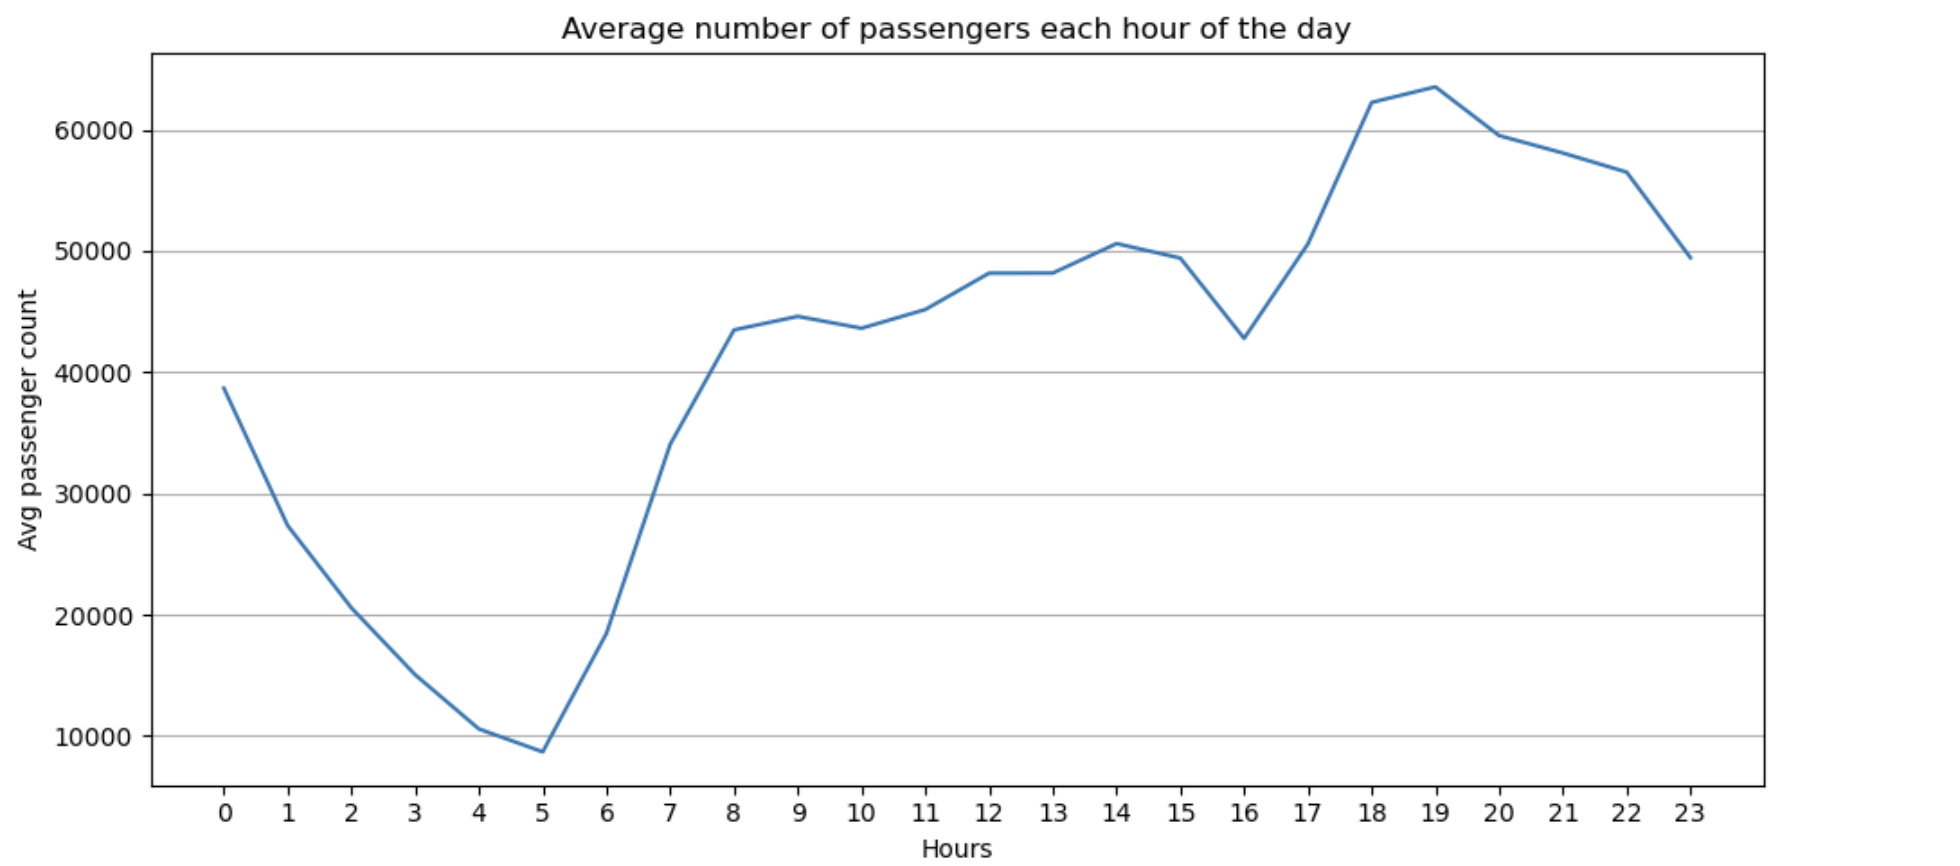 Average number of passengers each hour of the day
60000
50000
40000
30000
20000
10000
Avg passenger count
0 1 2 3 4 5 6 7 8 9 10 11 12 13 14 15 16 17 18 19 20 21 22 23
Hours